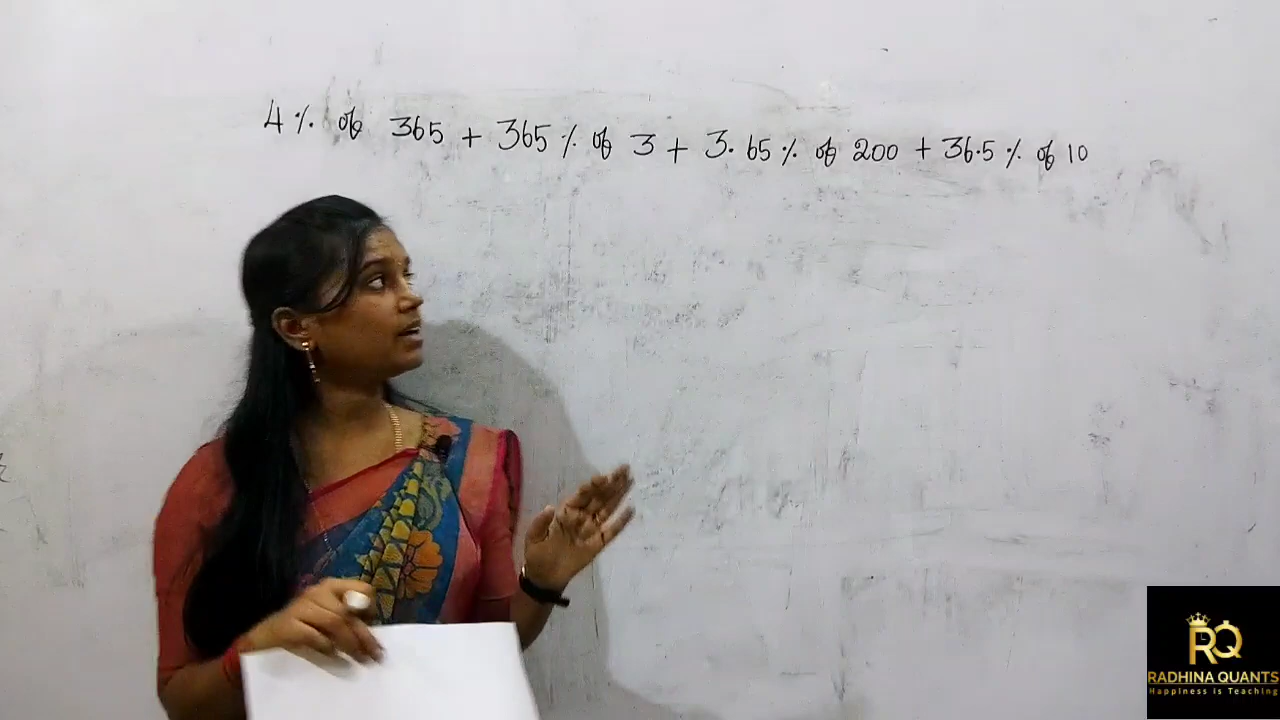 4% of 365 + 365% of 3 + 3.65% of 200 + 36.5% of 10
RQ
RADHINA QUANTS
Happiness is Teaching